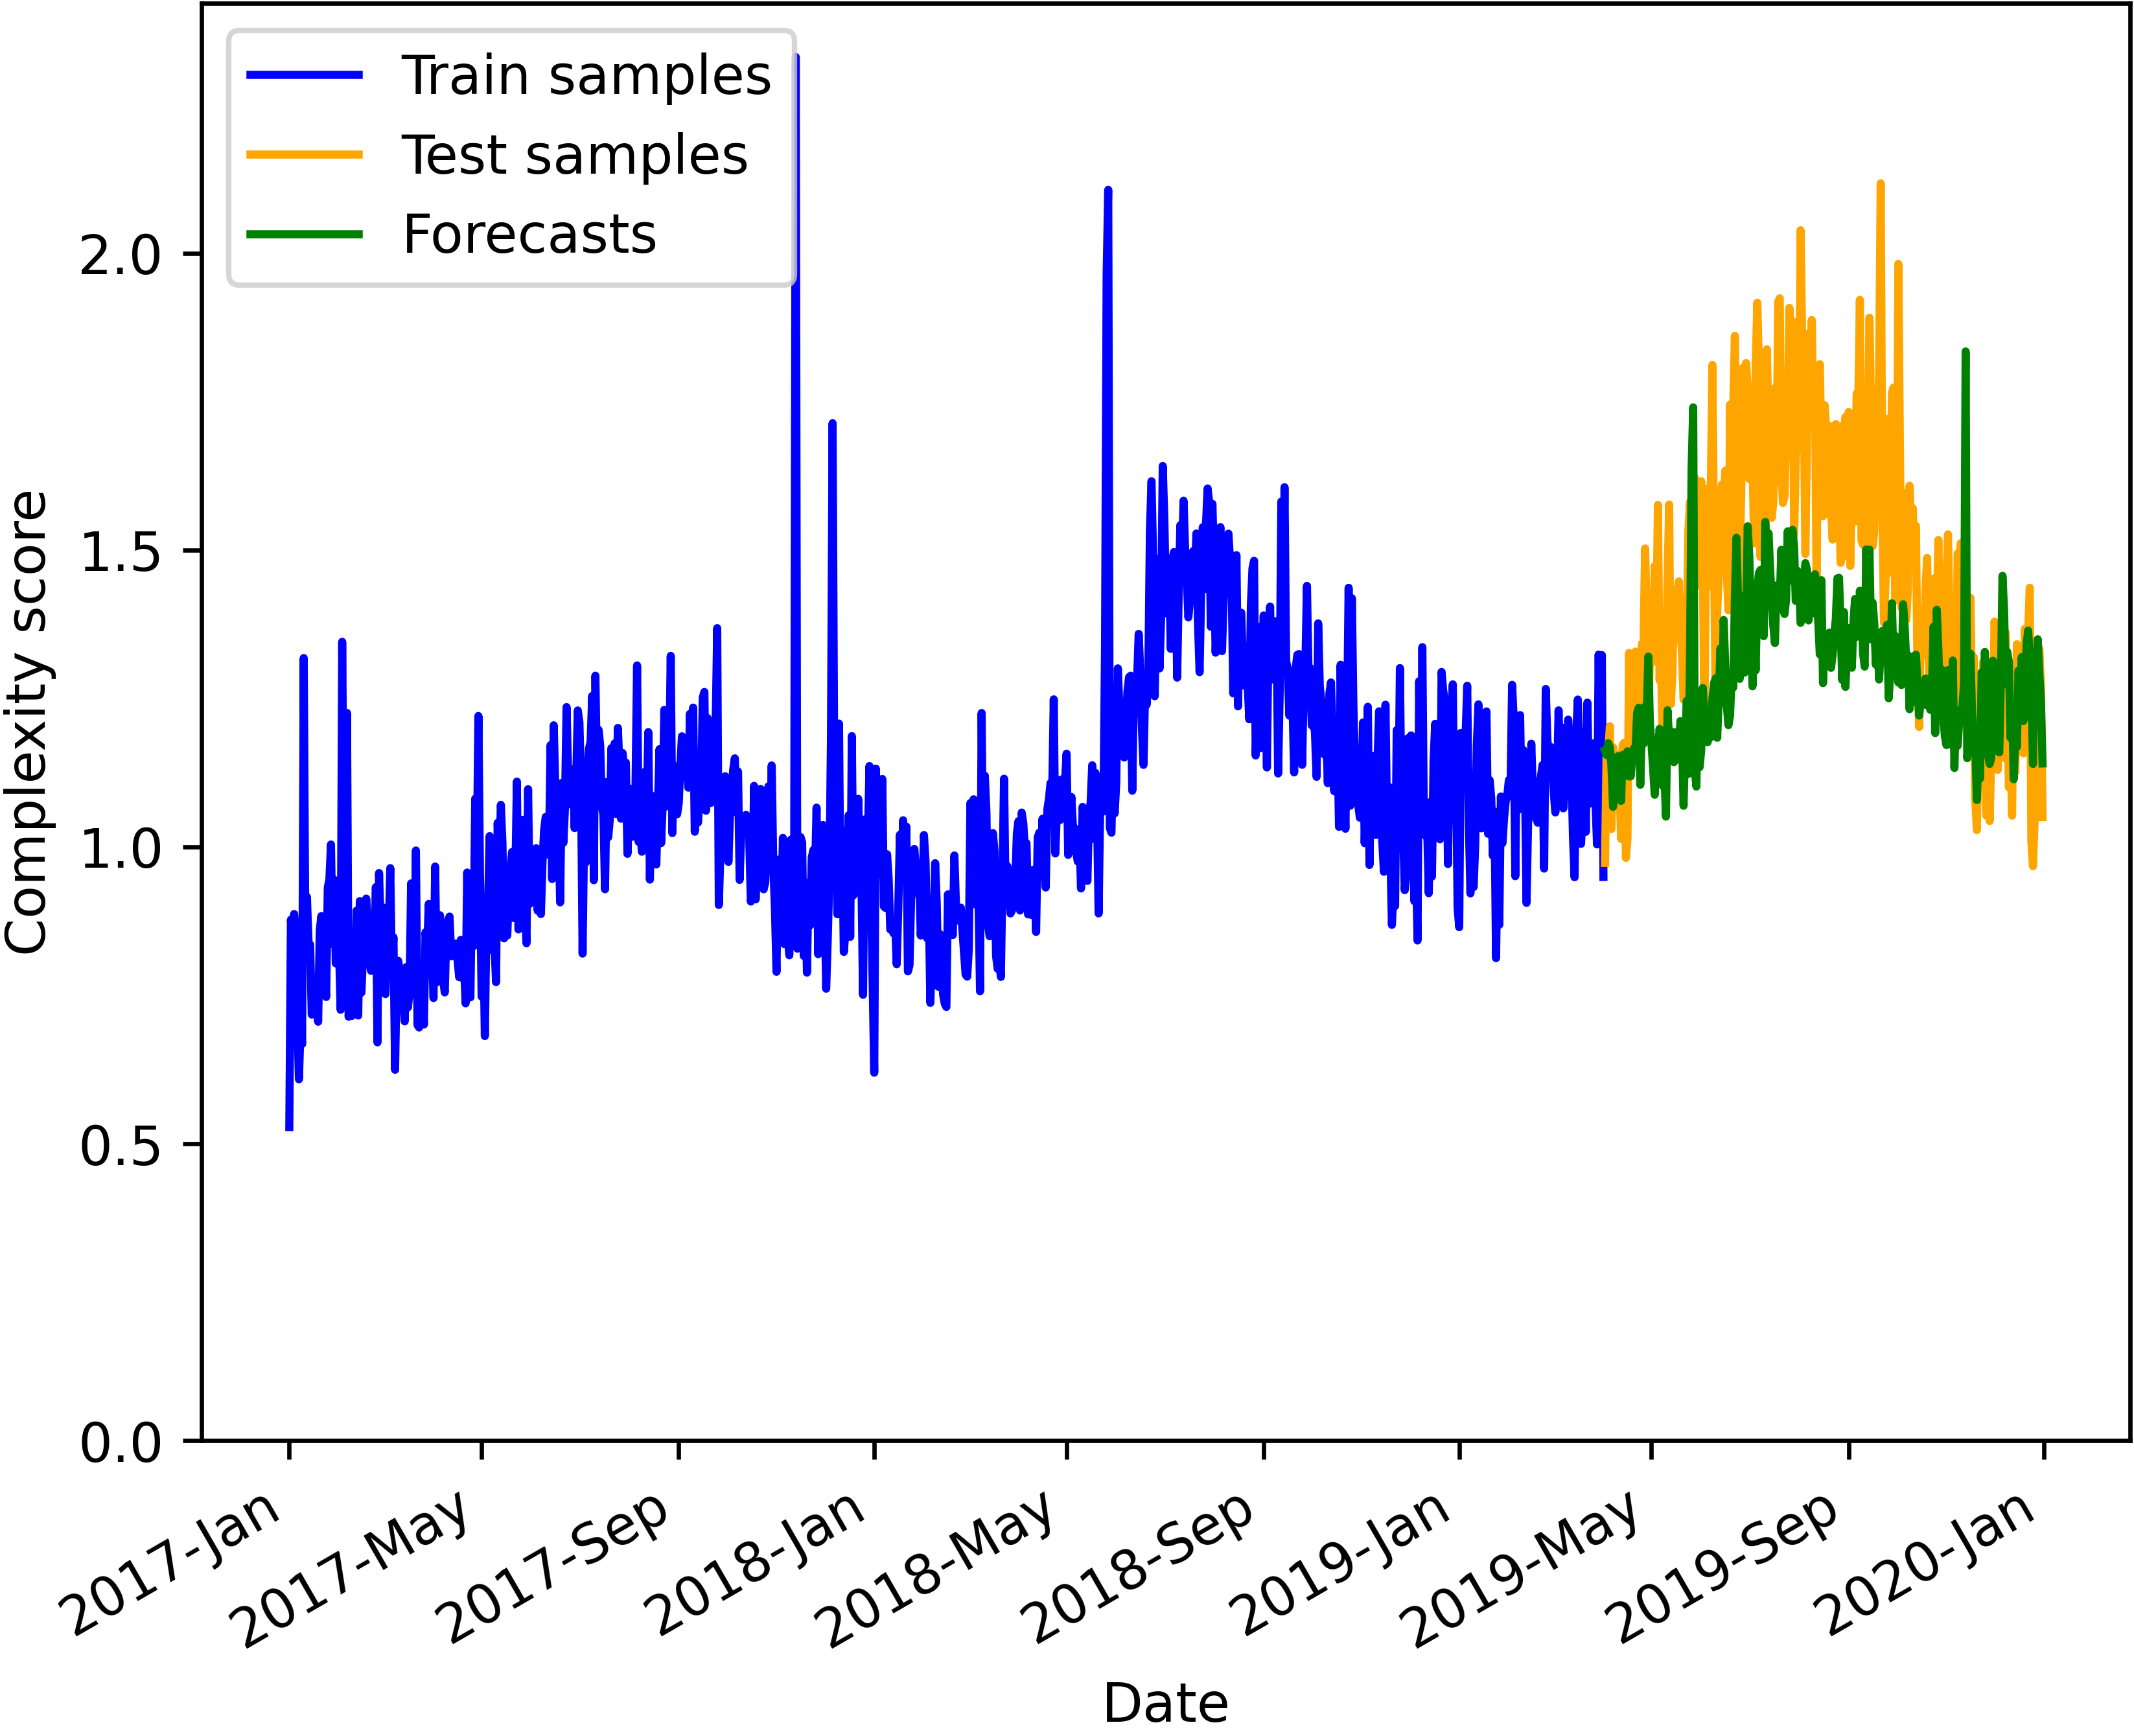 Train samples
Test samples
Forecasts
Complexity score
2.0
1.5
1.0
0.5
0.0
2017-Jan
2017-May
2017-Sep
2018-Jan
2018-May
2018-Sep
2019-Jan
2019-May
2019-Sep
2020-Jan
Date